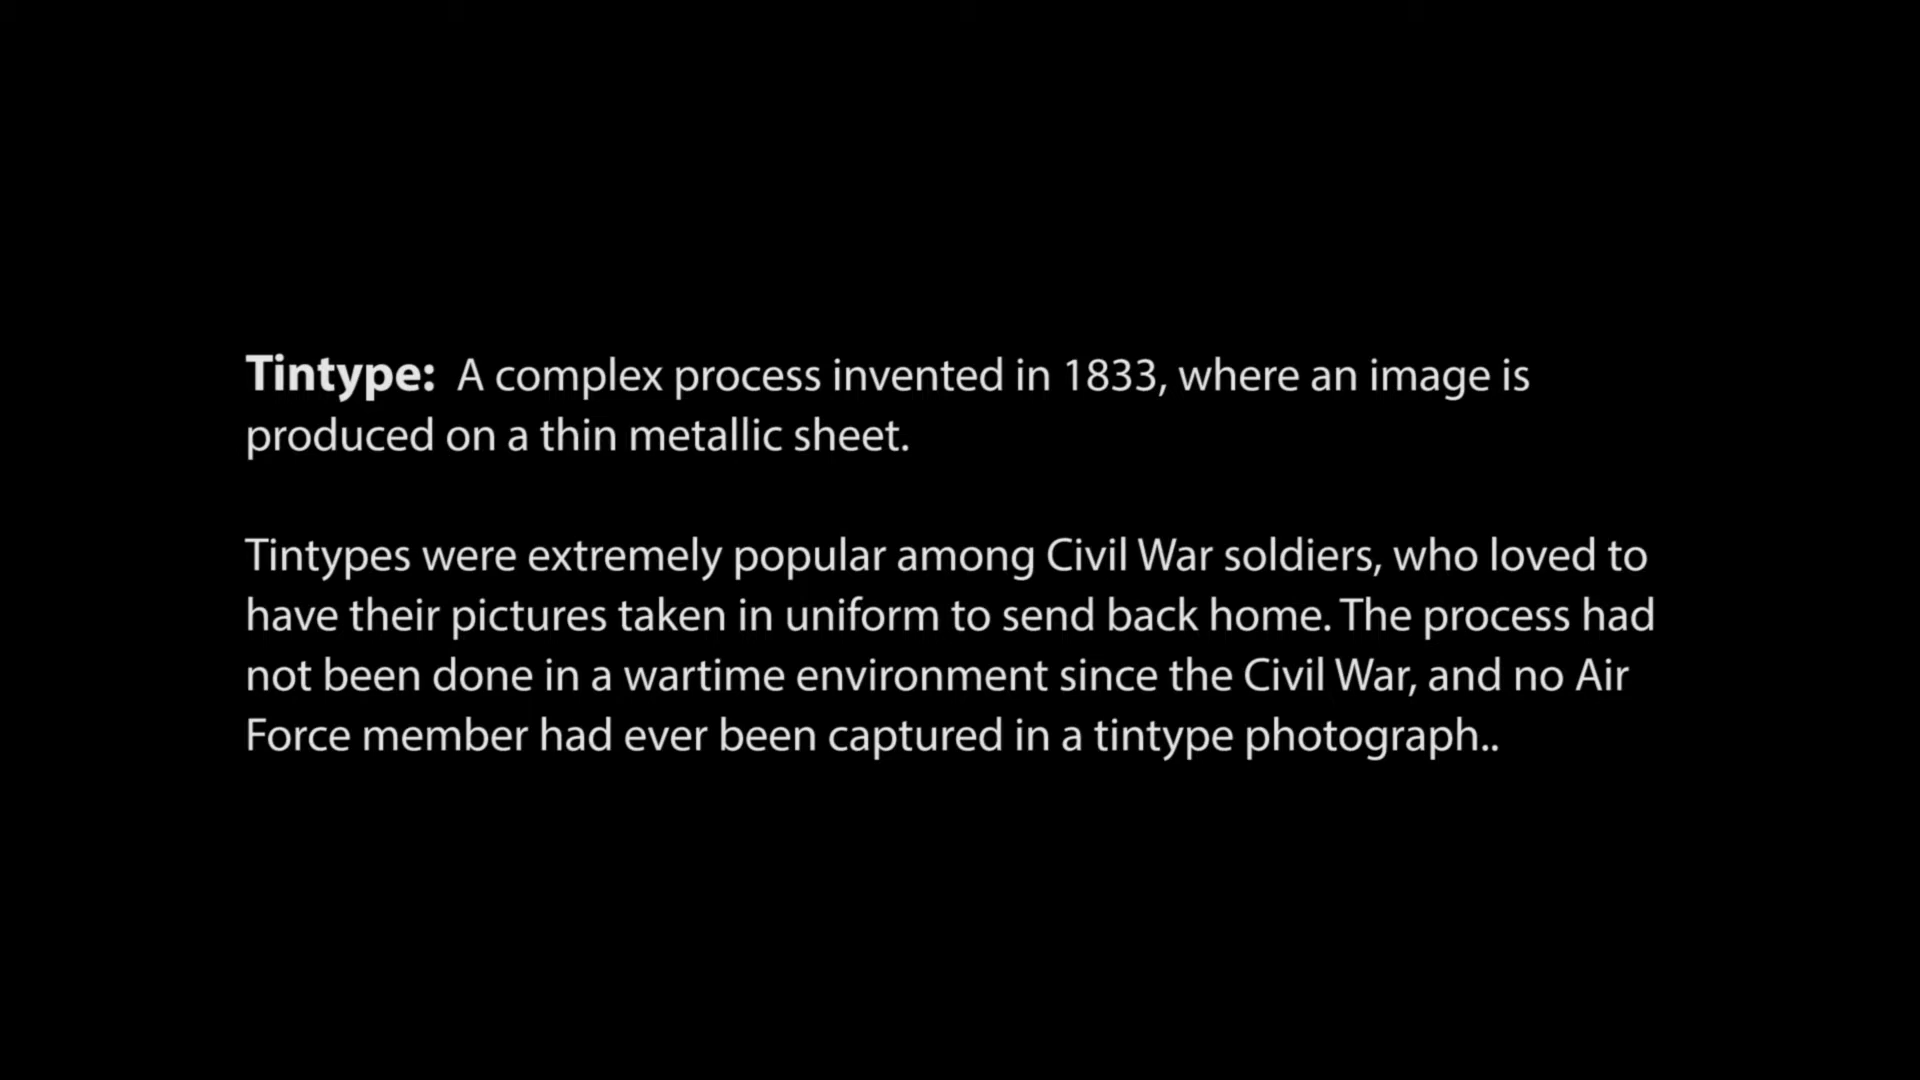 Tintype: A complex process invented in 1833, where an image is
produced on a thin metallic sheet.
Tintypes were extremely popular among Civil War soldiers, who loved to
have their pictures taken in uniform to send back home. The process had
not been done in a wartime environment since the Civil War, and no Air
Force member had ever been captured in a tintype photograph..